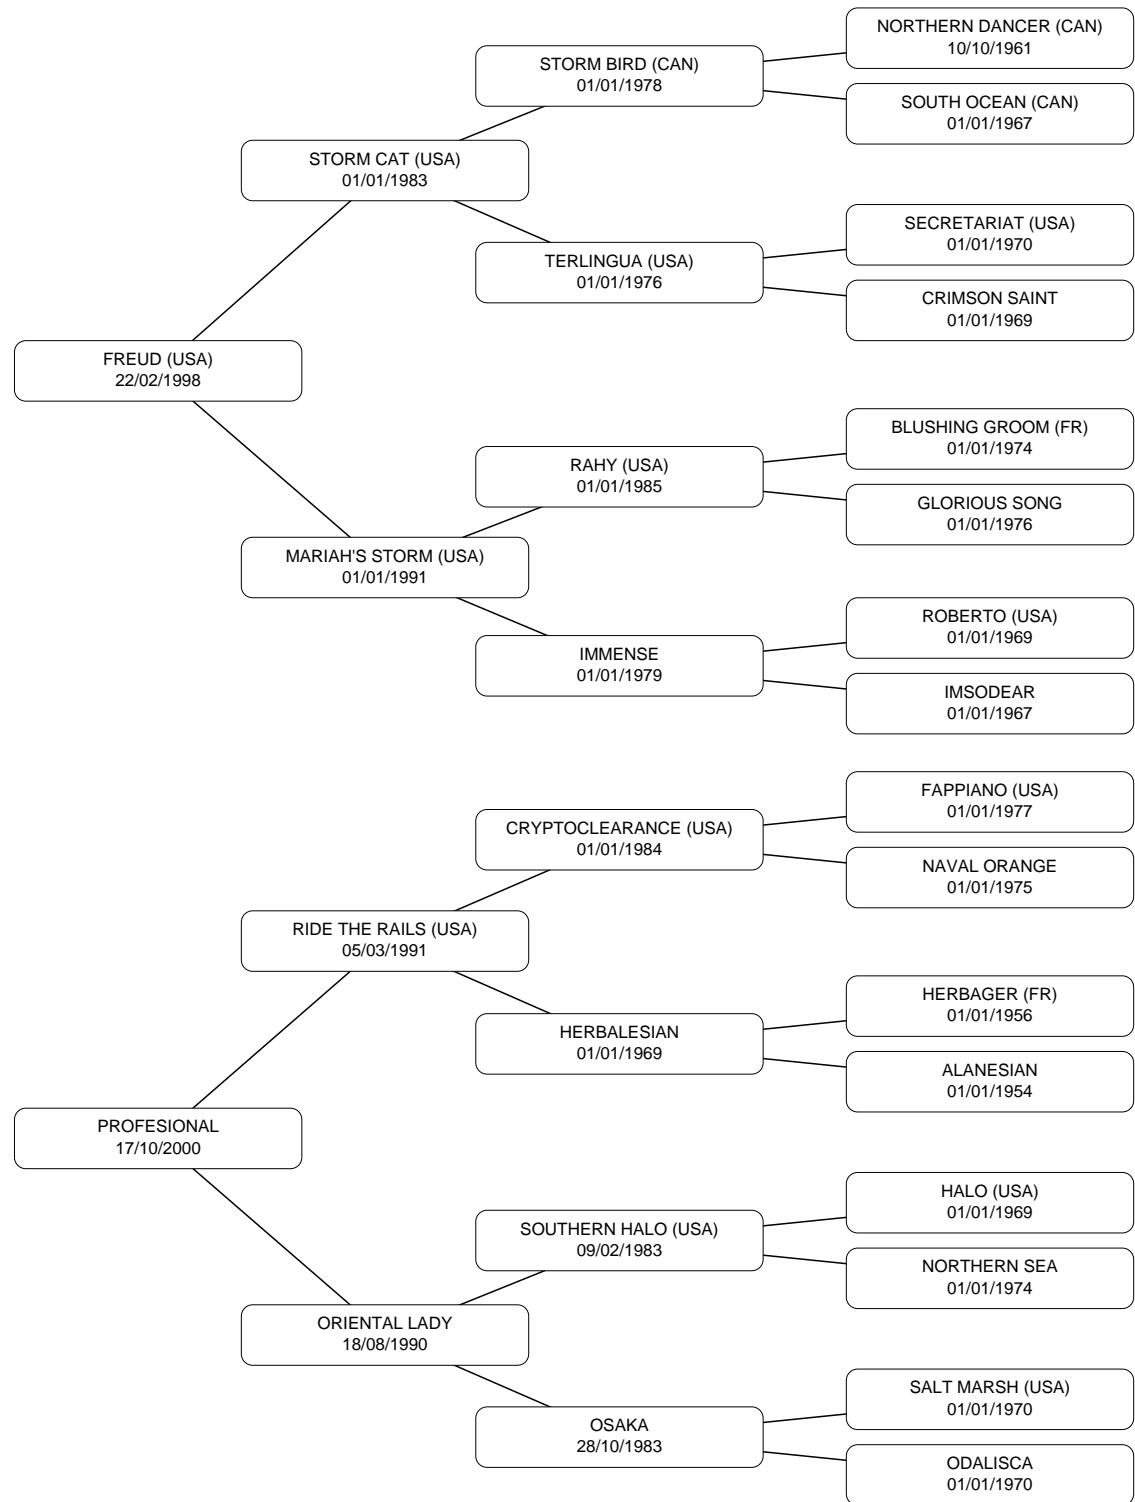 NORTHERN DANCER (CAN)
10/10/1961
STORM BIRD (CAN)
01/01/1978
SOUTH OCEAN (CAN)
01/01/1967
STORM CAT (USA)
01/01/1983
SECRETARIAT (USA)
01/01/1970
TERLINGUA (USA)
01/01/1976
CRIMSON SAINT
01/01/1969
FREUD (USA)
22/02/1998
BLUSHING GROOM (FR)
01/01/1974
RAHY (USA)
01/01/1985
GLORIOUS SONG
01/01/1976
MARIAH'S STORM (USA)
01/01/1991
ROBERTO (USA)
01/01/1969
IMMENSE
01/01/1979
IMSODEAR
01/01/1967
FAPPIANO (USA)
01/01/1977
CRYPTOCLEARANCE (USA)
01/01/1984
NAVAL ORANGE
01/01/1975
RIDE THE RAILS (USA)
05/03/1991
HERBAGER (FR)
01/01/1956
HERBALESIAN
01/01/1969
ALANESIAN
01/01/1954
PROFESIONAL
17/10/2000
HALO (USA)
01/01/1969
SOUTHERN HALO (USA)
09/02/1983
NORTHERN SEA
01/01/1974
ORIENTAL LADY
18/08/1990
SALT MARSH (USA)
01/01/1970
OSAKA
28/10/1983
ODALISCA
01/01/1970